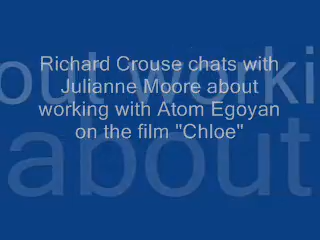 Richard Crouse chats with
Julianne Moore about
working with Atom Egoyan
on the film "Chloe"
out worki
about